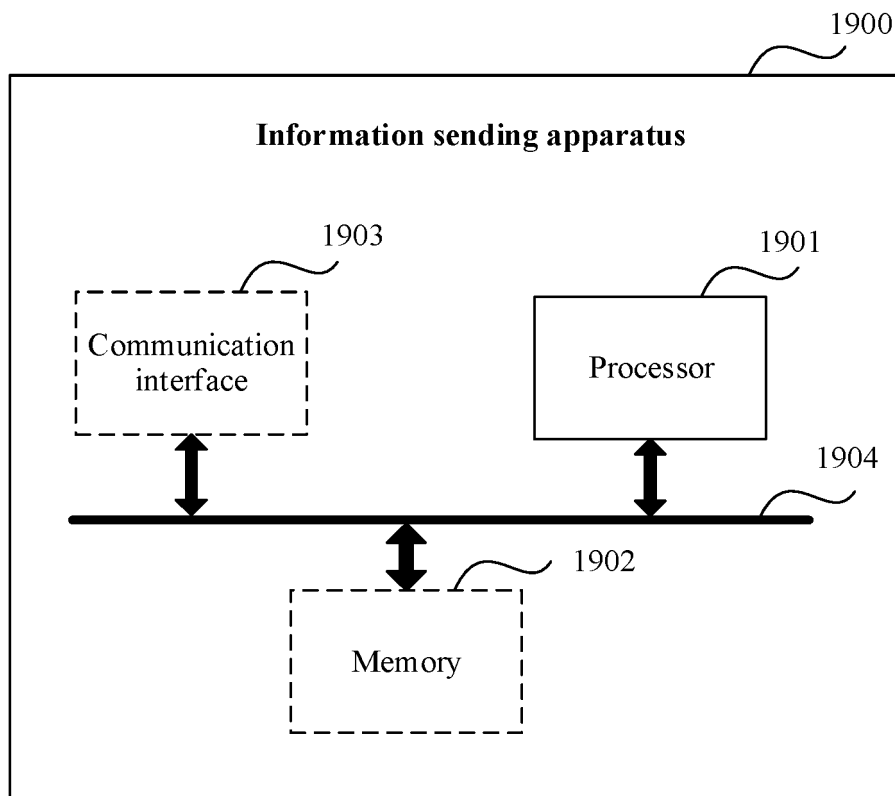 1900
Information sending apparatus
1903
1901
Communication
interface
Processor
1904
1902
Memory